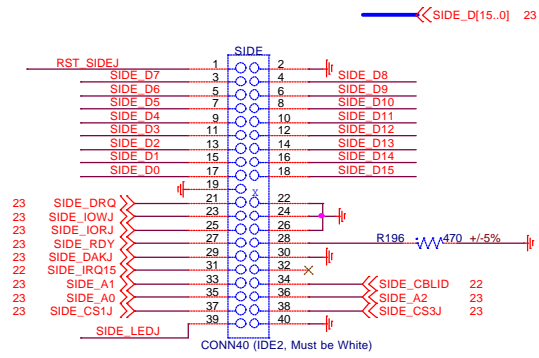 SIDE_D[15..0] 23
SIDE
RST_SIDEJ 1 2
SIDE_D7 3 4 SIDE_D8
SIDE_D6 5 6 SIDE_D9
SIDE_D5 7 8 SIDE_D10
SIDE_D4 9 10 SIDE_D11
SIDE_D3 11 12 SIDE_D12
SIDE_D2 13 14 SIDE_D13
SIDE_D1 15 16 SIDE_D14
SIDE_D0 17 18 SIDE_D15
19 X
23 SIDE_DRQ 21 22
23 SIDE_IOWJ 23 24
23 SIDE_IORJ 25 26
23 SIDE_RDY 27 28 R196 470 +/-5%
23 SIDE_DAKJ 29 30
22 SIDE_IRQ15 31 32
23 SIDE_A1 33 34 SIDE_CBLID 22
23 SIDE_A0 35 36 SIDE_A2 23
23 SIDE_CS1J 37 38 SIDE_CS3J 23
SIDE_LEDJ 39 40
CONN40 (IDE2, Must be White)